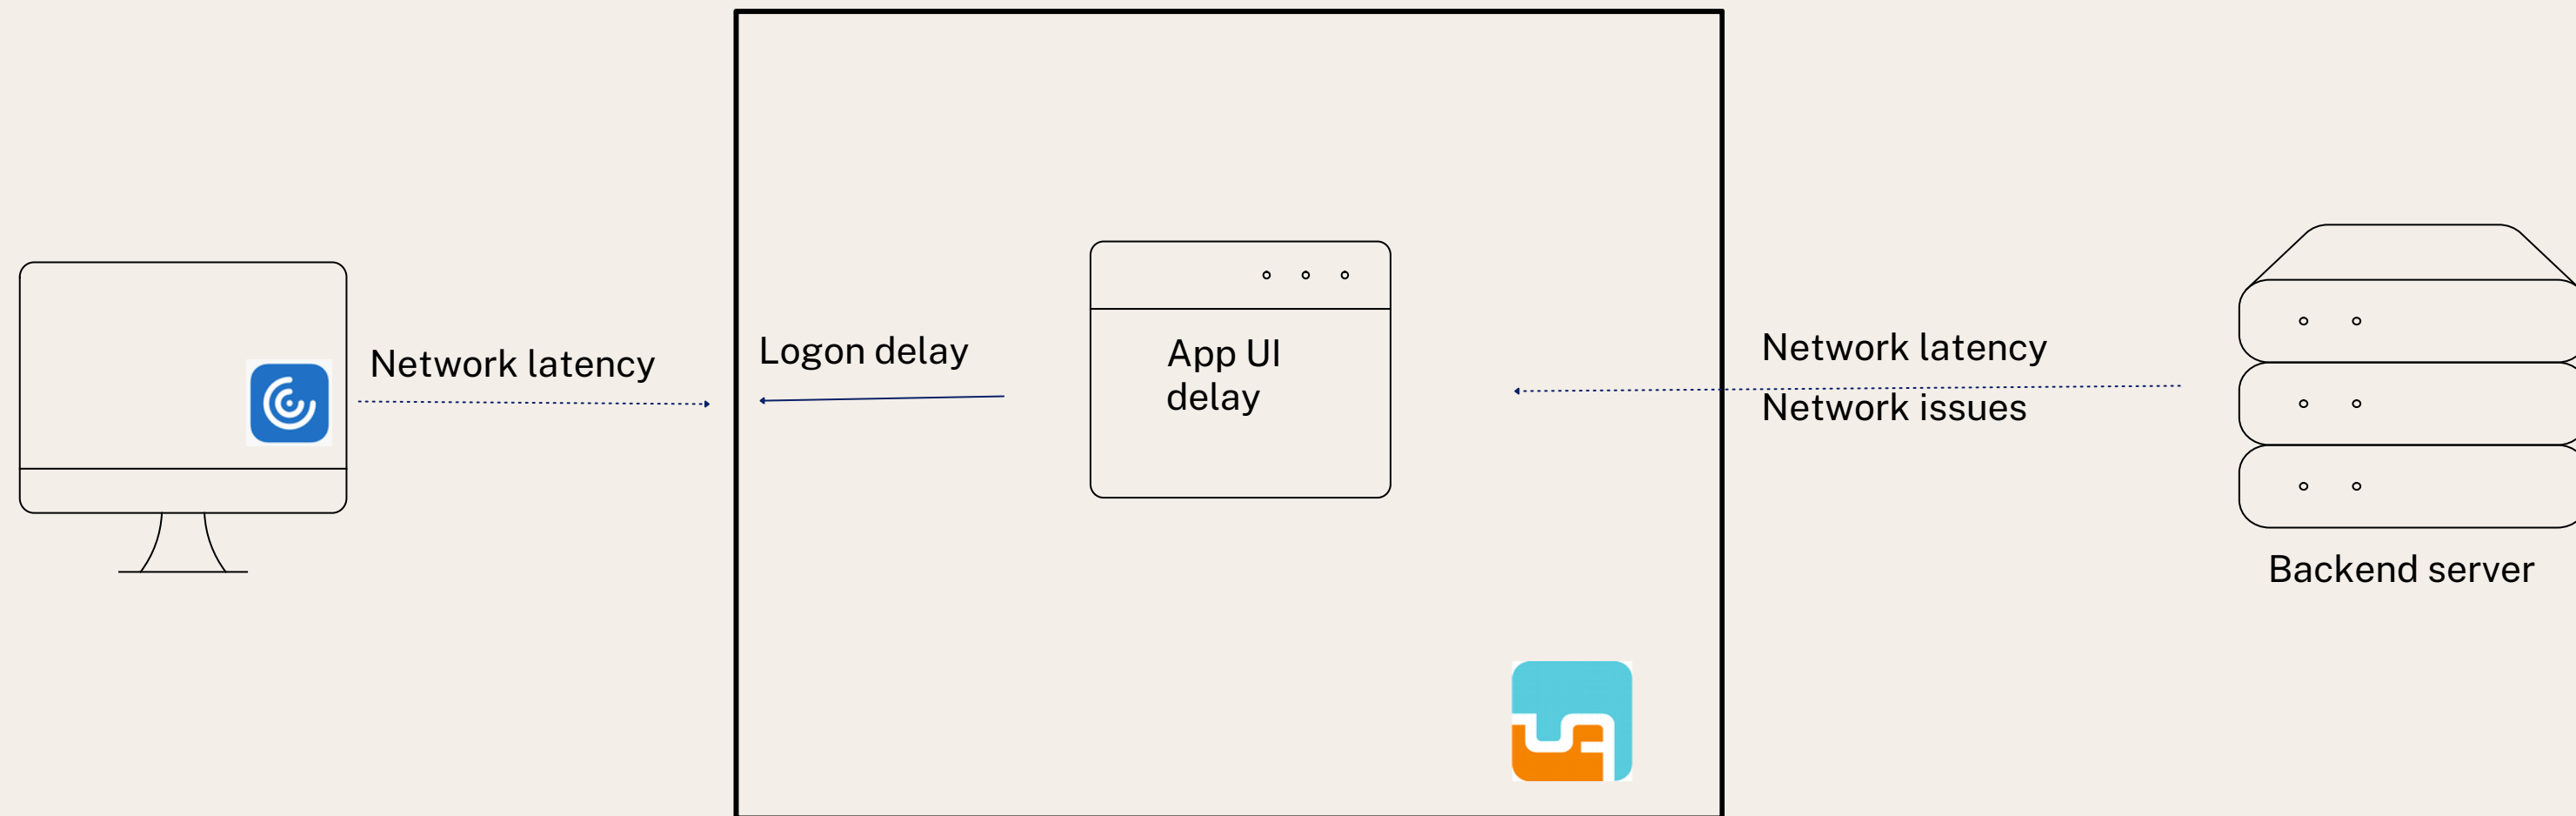 Network latency
Logon delay
App UI
delay
Network latency
Network issues
Backend server